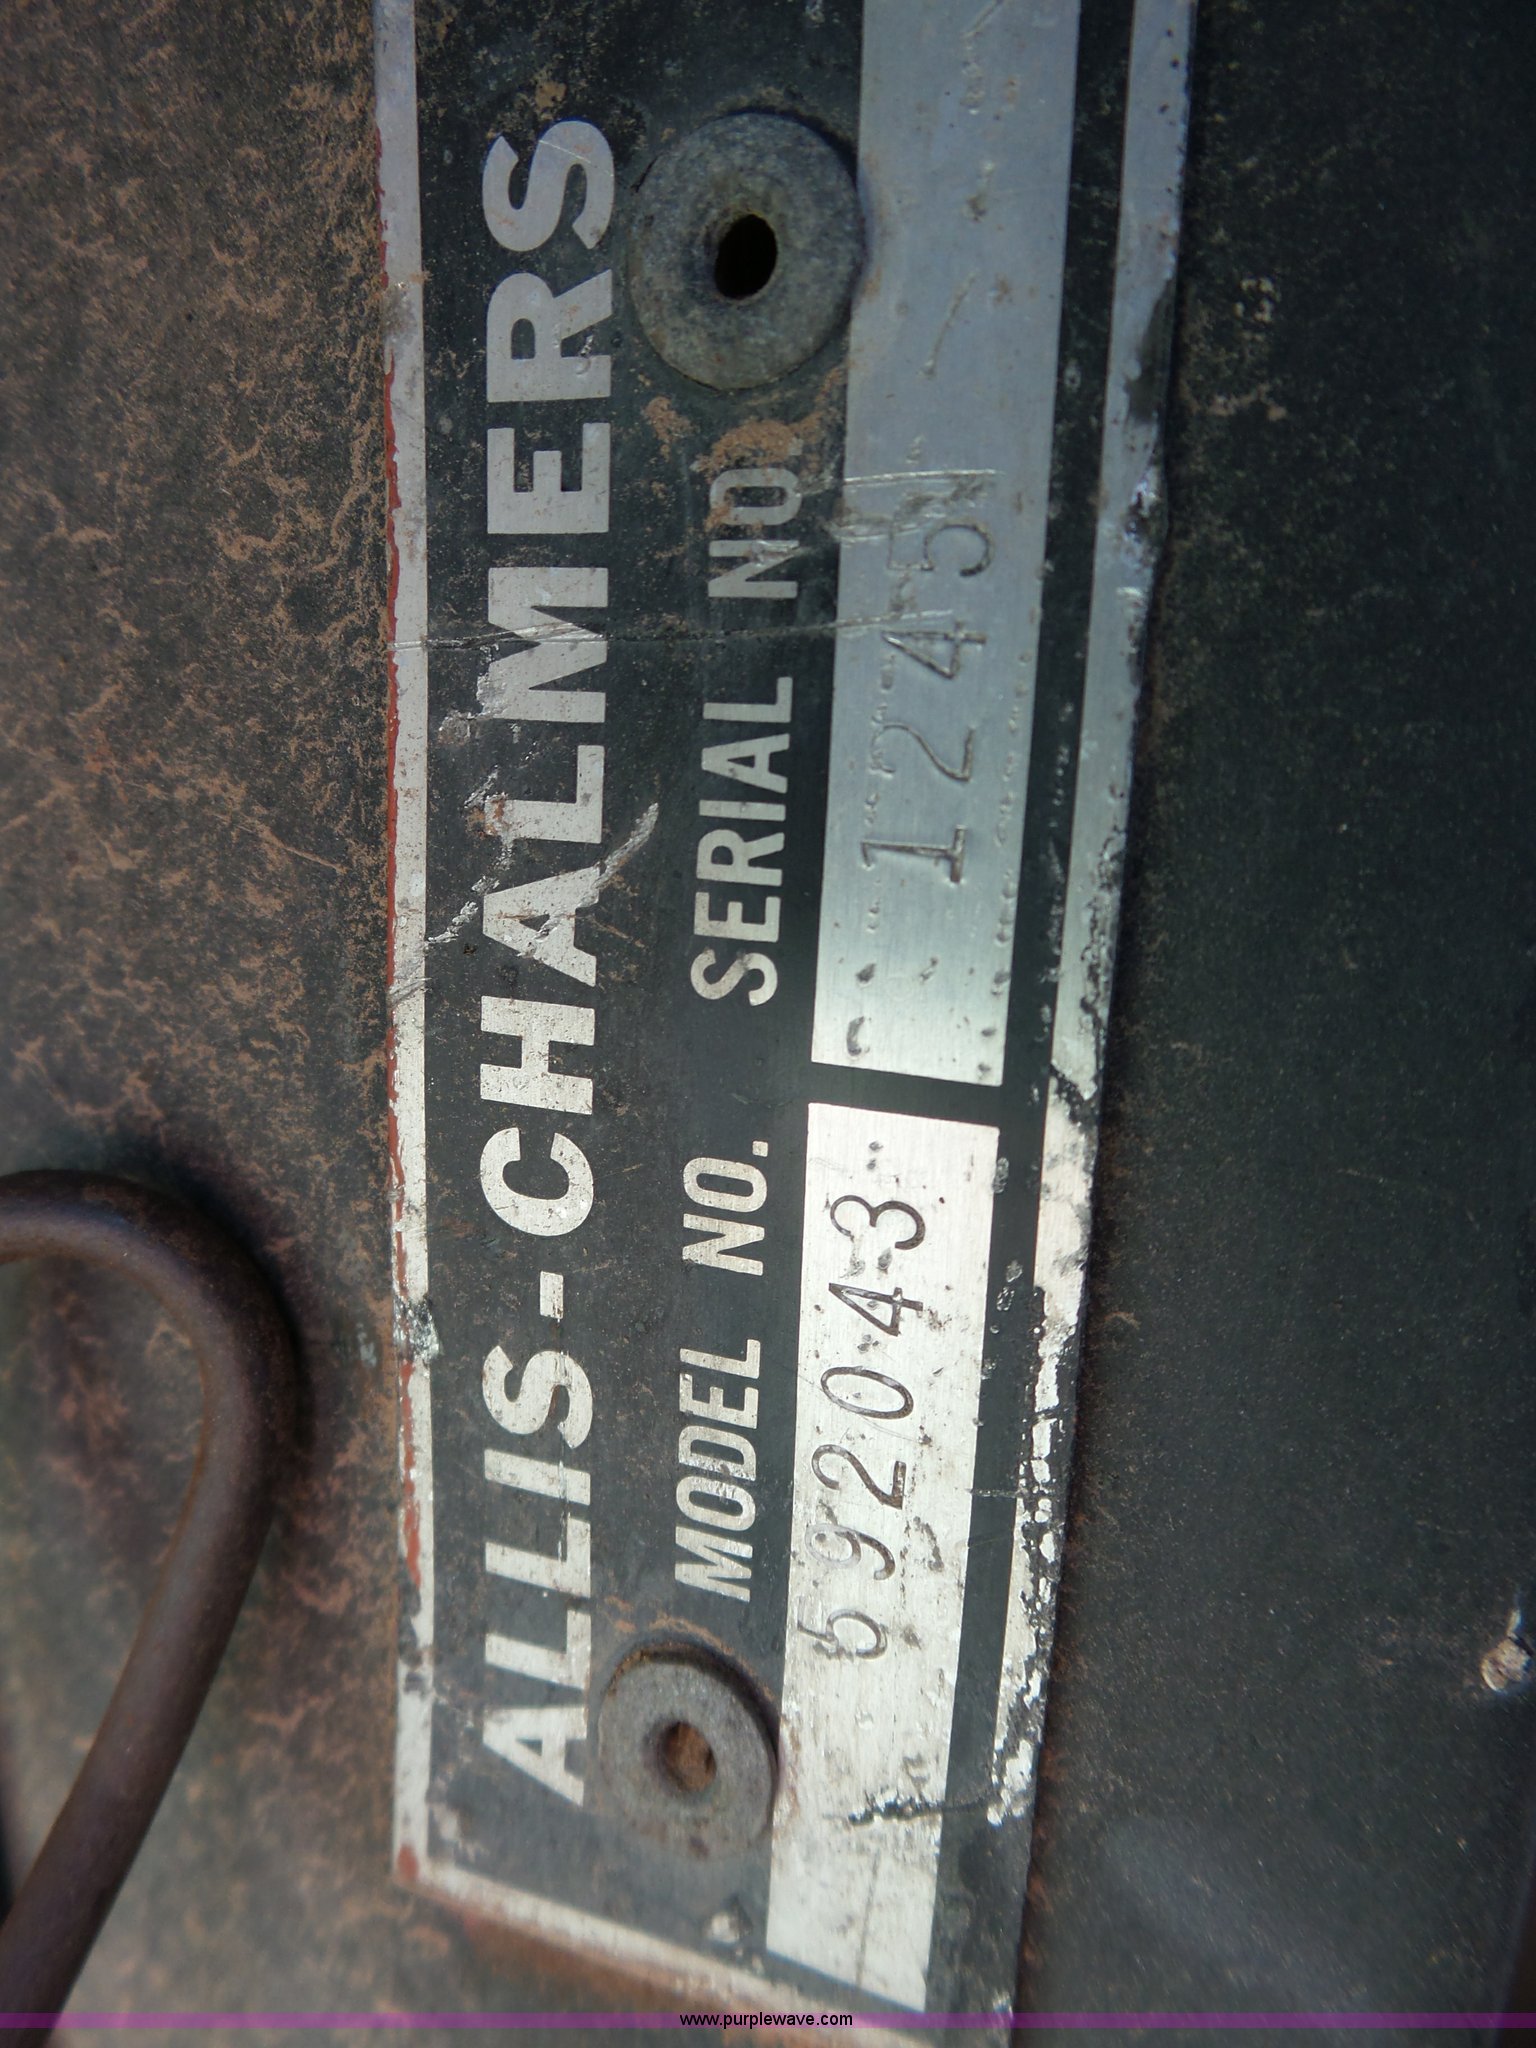 ALLIS-CHALMERS
MODEL NO. SERIAL NO.
592043 1245
www.purplewave.com